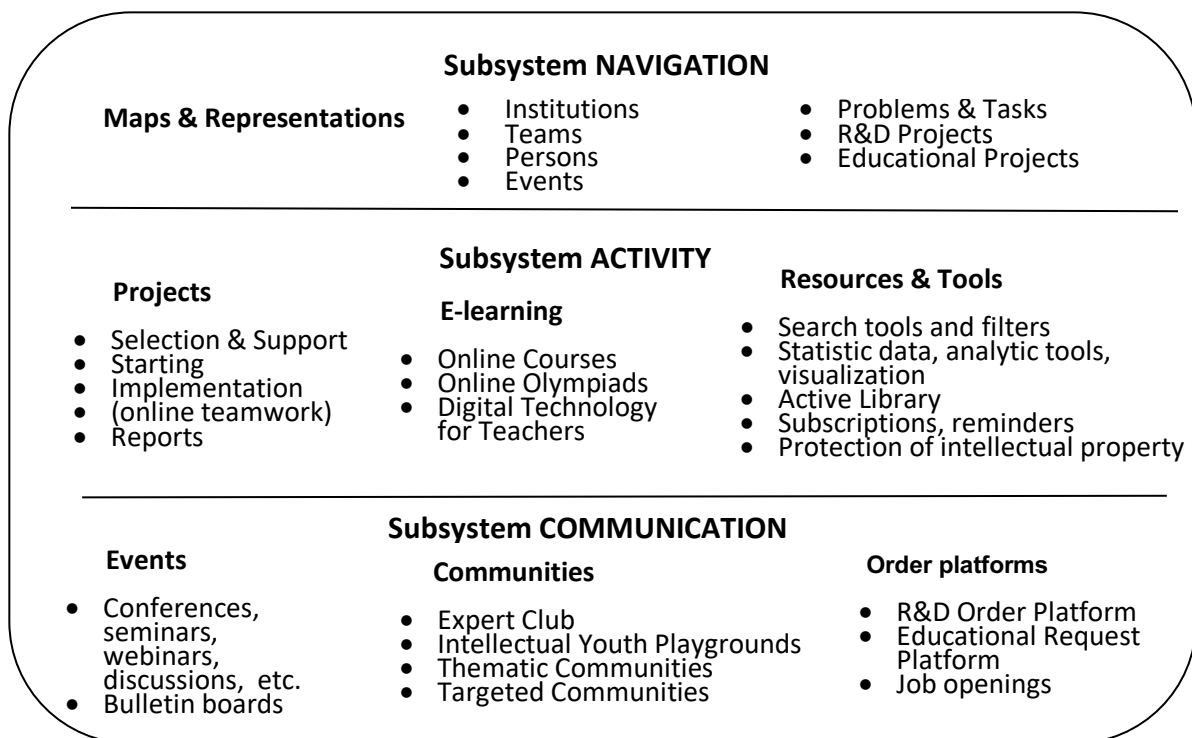 Subsystem NAVIGATION
Maps & Representations
• Institutions
• Teams
• Persons
• Events
• Problems & Tasks
• R&D Projects
• Educational Projects
Subsystem ACTIVITY
Projects
• Selection & Support
• Starting
• Implementation
• (online teamwork)
• Reports
E-learning
• Online Courses
• Online Olympiads
• Digital Technology
for Teachers
Resources & Tools
• Search tools and filters
• Statistic data, analytic tools,
visualization
• Active Library
• Subscriptions, reminders
• Protection of intellectual property
Subsystem COMMUNICATION
Events
• Conferences,
seminars,
webinars,
discussions, etc.
• Bulletin boards
Communities
• Expert Club
• Intellectual Youth Playgrounds
• Thematic Communities
• Targeted Communities
Order platforms
• R&D Order Platform
• Educational Request
Platform
• Job openings